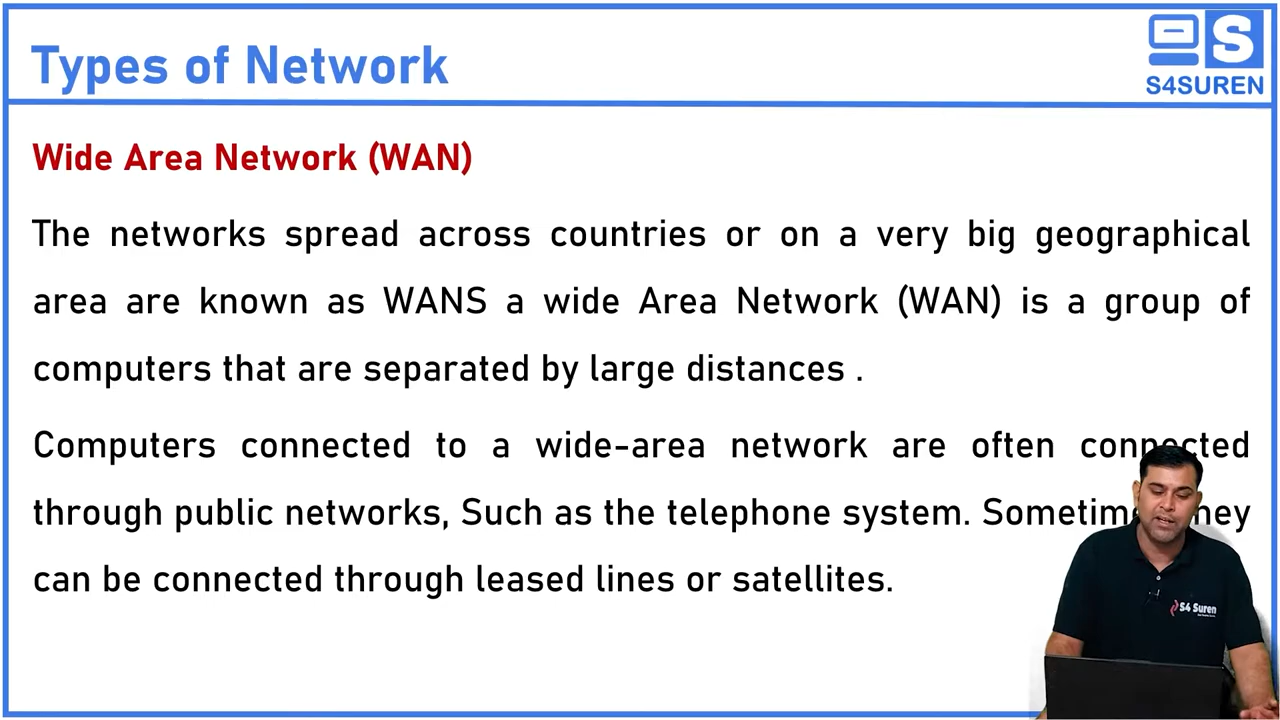 Types of Network
S4SUREN
Wide Area Network (WAN)
The networks spread across countries or on a very big geographical
area are known as WANS a wide Area Network (WAN) is a group of
computers that are separated by large distances .
Computers connected to a wide-area network are often connected
through public networks, Such as the telephone system.
can be connected through leased lines or satellites.
S4 Suren